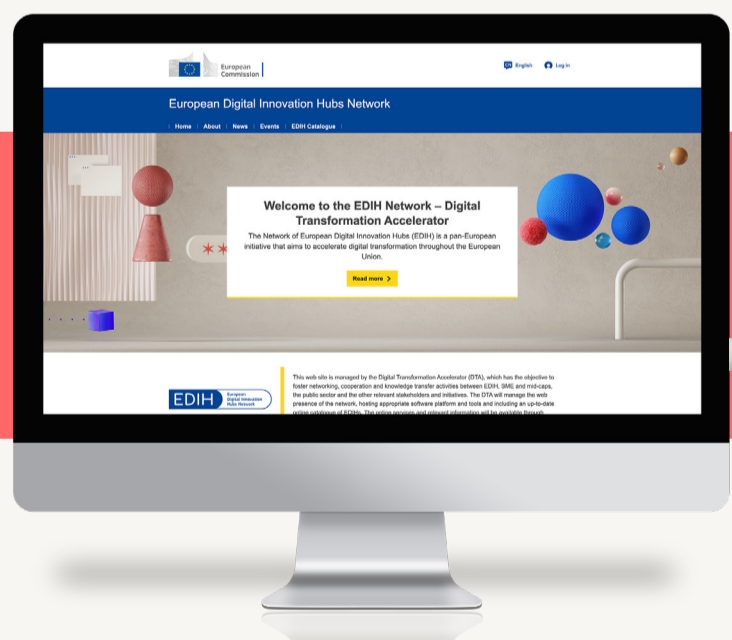 European
Commission
EN English
Log in
European Digital Innovation Hubs Network
Home
About
News
Events
EDIH Catalogue
Welcome to the EDIH Network – Digital
Transformation Accelerator
The Network of European Digital Innovation Hubs (EDIH) is a pan-European
initiative that aims to accelerate digital transformation throughout the European
Union.
Read more
This web site is managed by the Digital Transformation Accelerator (DTA), which has the objective to
foster networking, cooperation and knowledge transfer activities between EDIH, SME and mid-caps,
the public sector and the other relevant stakeholders and initiatives. The DTA will manage the web
presence of the network, hosting appropriate software platform and tools and including an up-to-date
online catalogue of EDIHs. The online services and relevant information will be available through
EDIH
European
Digital Innovation
Hubs Network